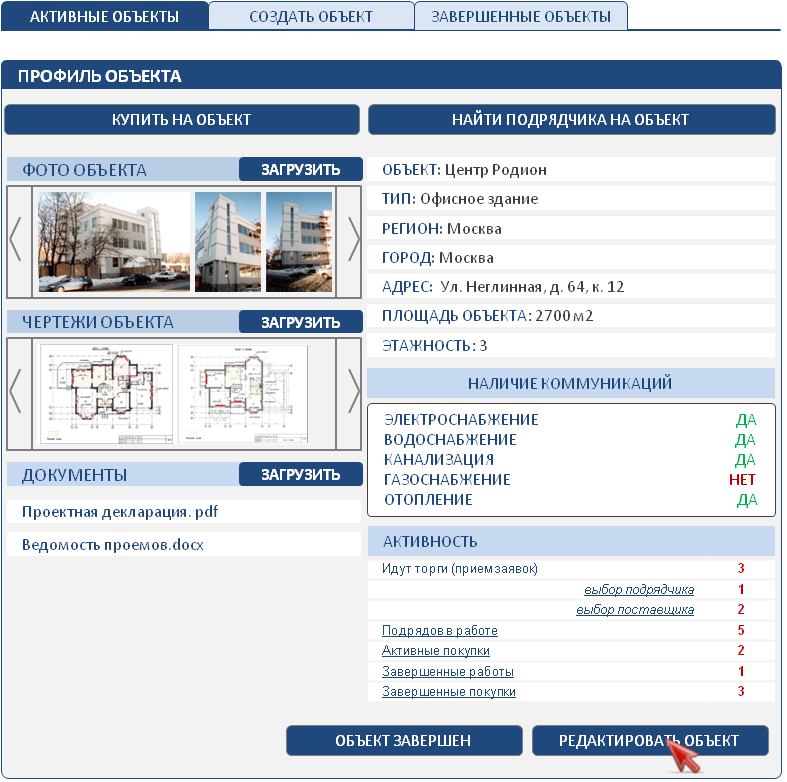 АКТИВНЫЕ ОБЪЕКТЫ
СОЗДАТЬ ОБЪЕКТ
ЗАВЕРШЕННЫЕ ОБЪЕКТЫ
ПРОФИЛЬ ОБЪЕКТА
КУПИТЬ НА ОБЪЕКТ
НАЙТИ ПОДРЯДЧИКА НА ОБЪЕКТ
ФОТО ОБЪЕКТА
ЗАГРУЗИТЬ
ЧЕРТЕЖИ ОБЪЕКТА
ЗАГРУЗИТЬ
ДОКУМЕНТЫ
ЗАГРУЗИТЬ
Проектная декларация. pdf
Ведомость проемов.docx
ОБЪЕКТ: Центр Родион
ТИП: Офисное здание
РЕГИОН: Москва
ГОРОД: Москва
АДРЕС: Ул. Неглинная, д. 64, к. 12
ПЛОЩАДЬ ОБЪЕКТА: 2700 м2
ЭТАЖНОСТЬ: 3
НАЛИЧИЕ КОММУНИКАЦИЙ
ЭЛЕКТРОСНАБЖЕНИЕ ДА
ВОДОСНАБЖЕНИЕ ДА
КАНАЛИЗАЦИЯ ДА
ГАЗОСНАБЖЕНИЕ НЕТ
ОТОПЛЕНИЕ ДА
АКТИВНОСТЬ
Идут торги (прием заявок) 3
выбор подрядчика 1
выбор поставщика 2
Подрядов в работе 5
Активные покупки 2
Завершенные работы 1
Завершенные покупки 3
ОБЪЕКТ ЗАВЕРШЕН
РЕДАКТИРОВАТЬ ОБЪЕКТ